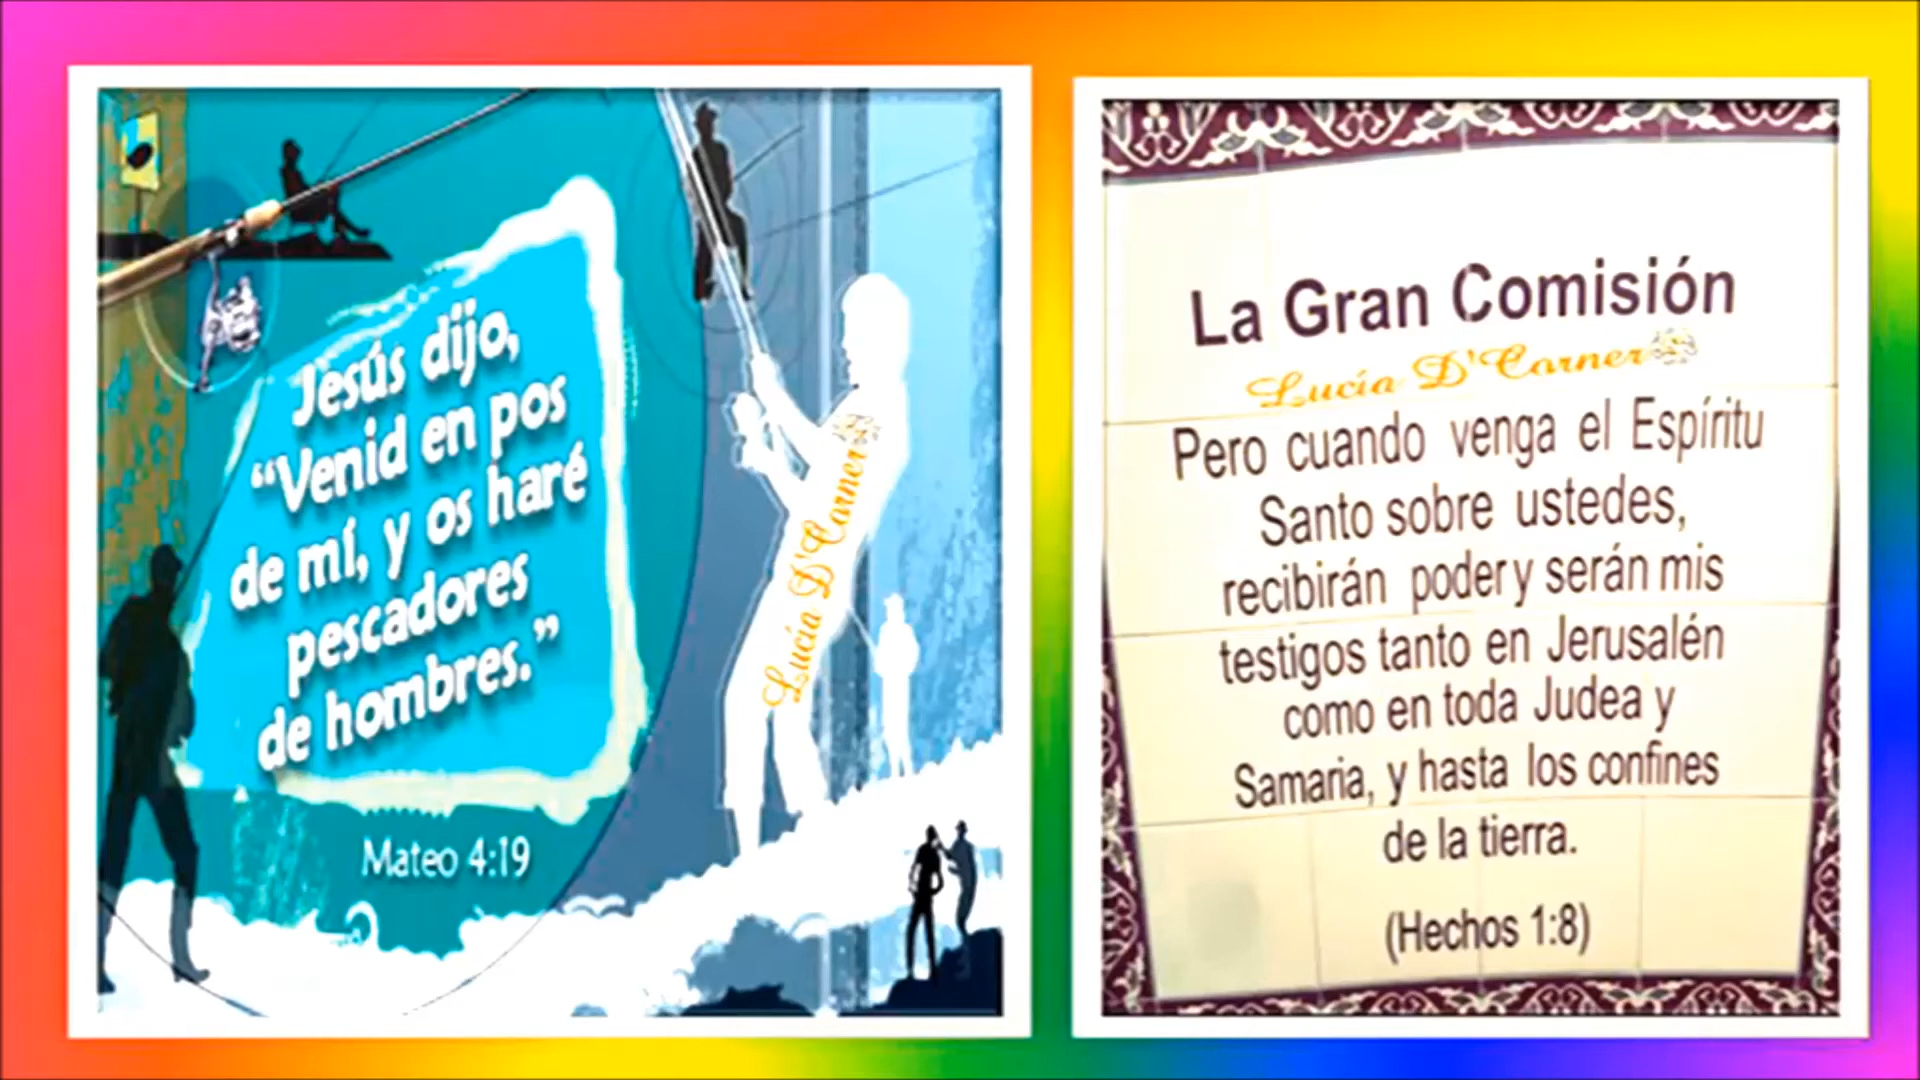 Jesús dijo,
“Venid en pos
de mí, y os haré
pescadores
de hombres.”
Mateo 4:19
Lucía D'Carner
La Gran Comisión
Lucía D'Carner
Pero cuando venga el Espíritu
Santo sobre ustedes,
recibirán poder y serán mis
testigos tanto en Jerusalén
como en toda Judea y
Samaria, y hasta los confines
de la tierra.
(Hechos 1:8)